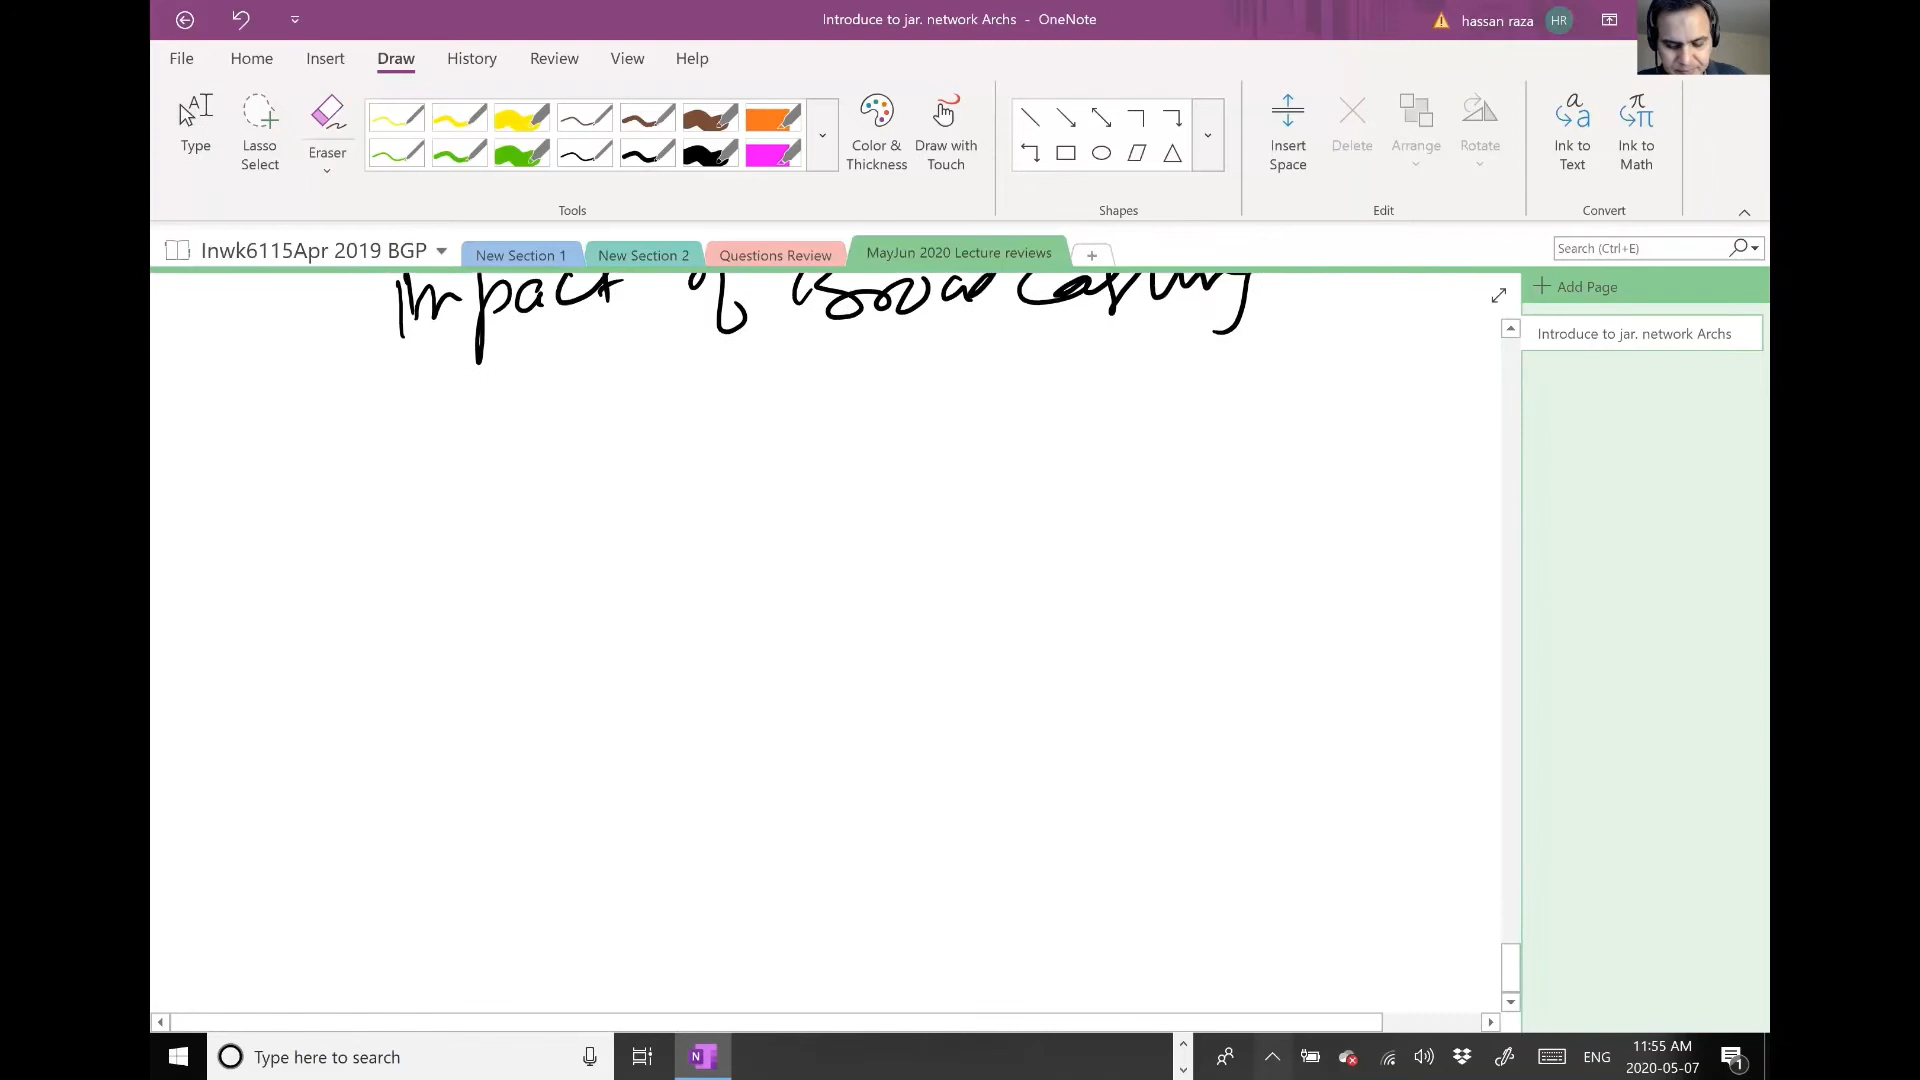 Introduce to jar. network Archs - OneNote
hassan raza HR
File Home Insert Draw History Review View Help
Type
Lasso Select
Eraser
Color & Thickness
Draw with Touch
Insert Space
Delete
Arrange
Rotate
Ink to Text
Ink to Math
Tools Shapes Edit Convert
Inwk6115Apr 2019 BGP New Section 1 New Section 2 Questions Review MayJun 2020 Lecture reviews + Search (Ctrl+E)
Add Page
Introduce to jar. network Archs
Impact of Broadcasting
Type here to search
N
ENG
11:55 AM
2020-05-07
1